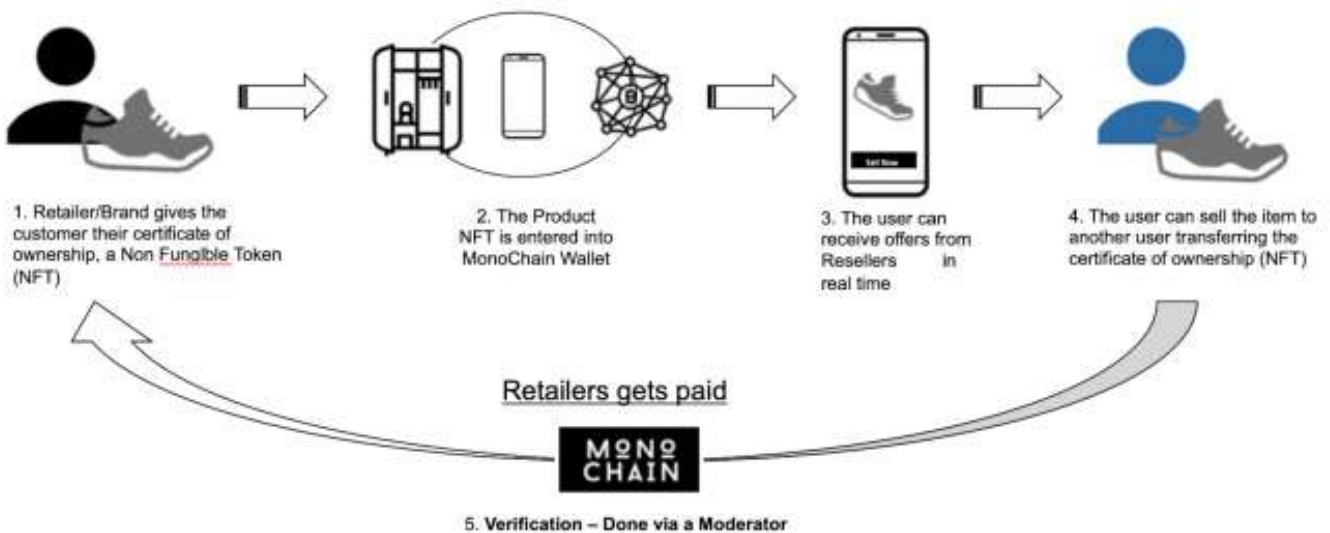 1. Retailer/Brand gives the
customer their certificate of
ownership, a Non Fungible Token
(NFT)
2. The Product
NFT is entered into
MonoChain Wallet
Sell Now
3. The user can
receive offers from
Resellers in
real time
4. The user can sell the item to
another user transferring the
certificate of ownership (NFT)
Retailers gets paid
MONO
CHAIN
5. Verification – Done via a Moderator